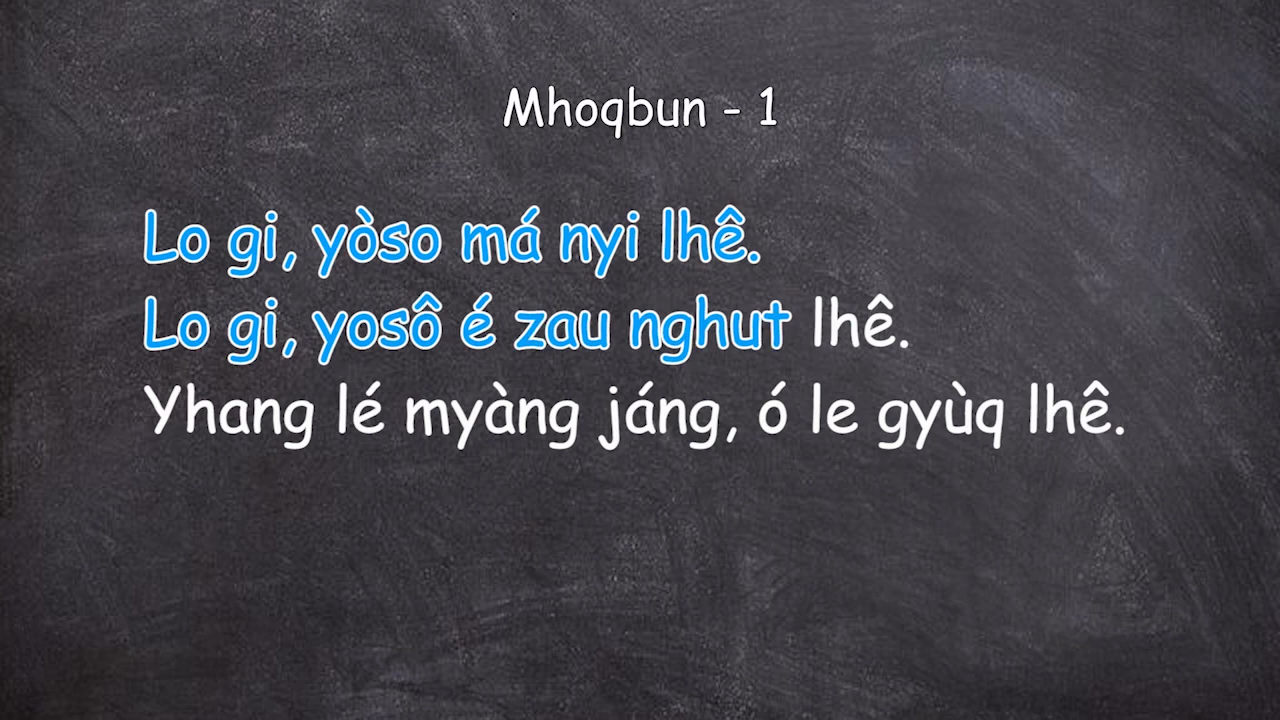 Mhoqbun - 1
Lo gi, yòso má nyi lhê.
Lo gi, yosô é zau nghut lhê.
Yhang lé myàng jáng, ó le gyùq lhê.